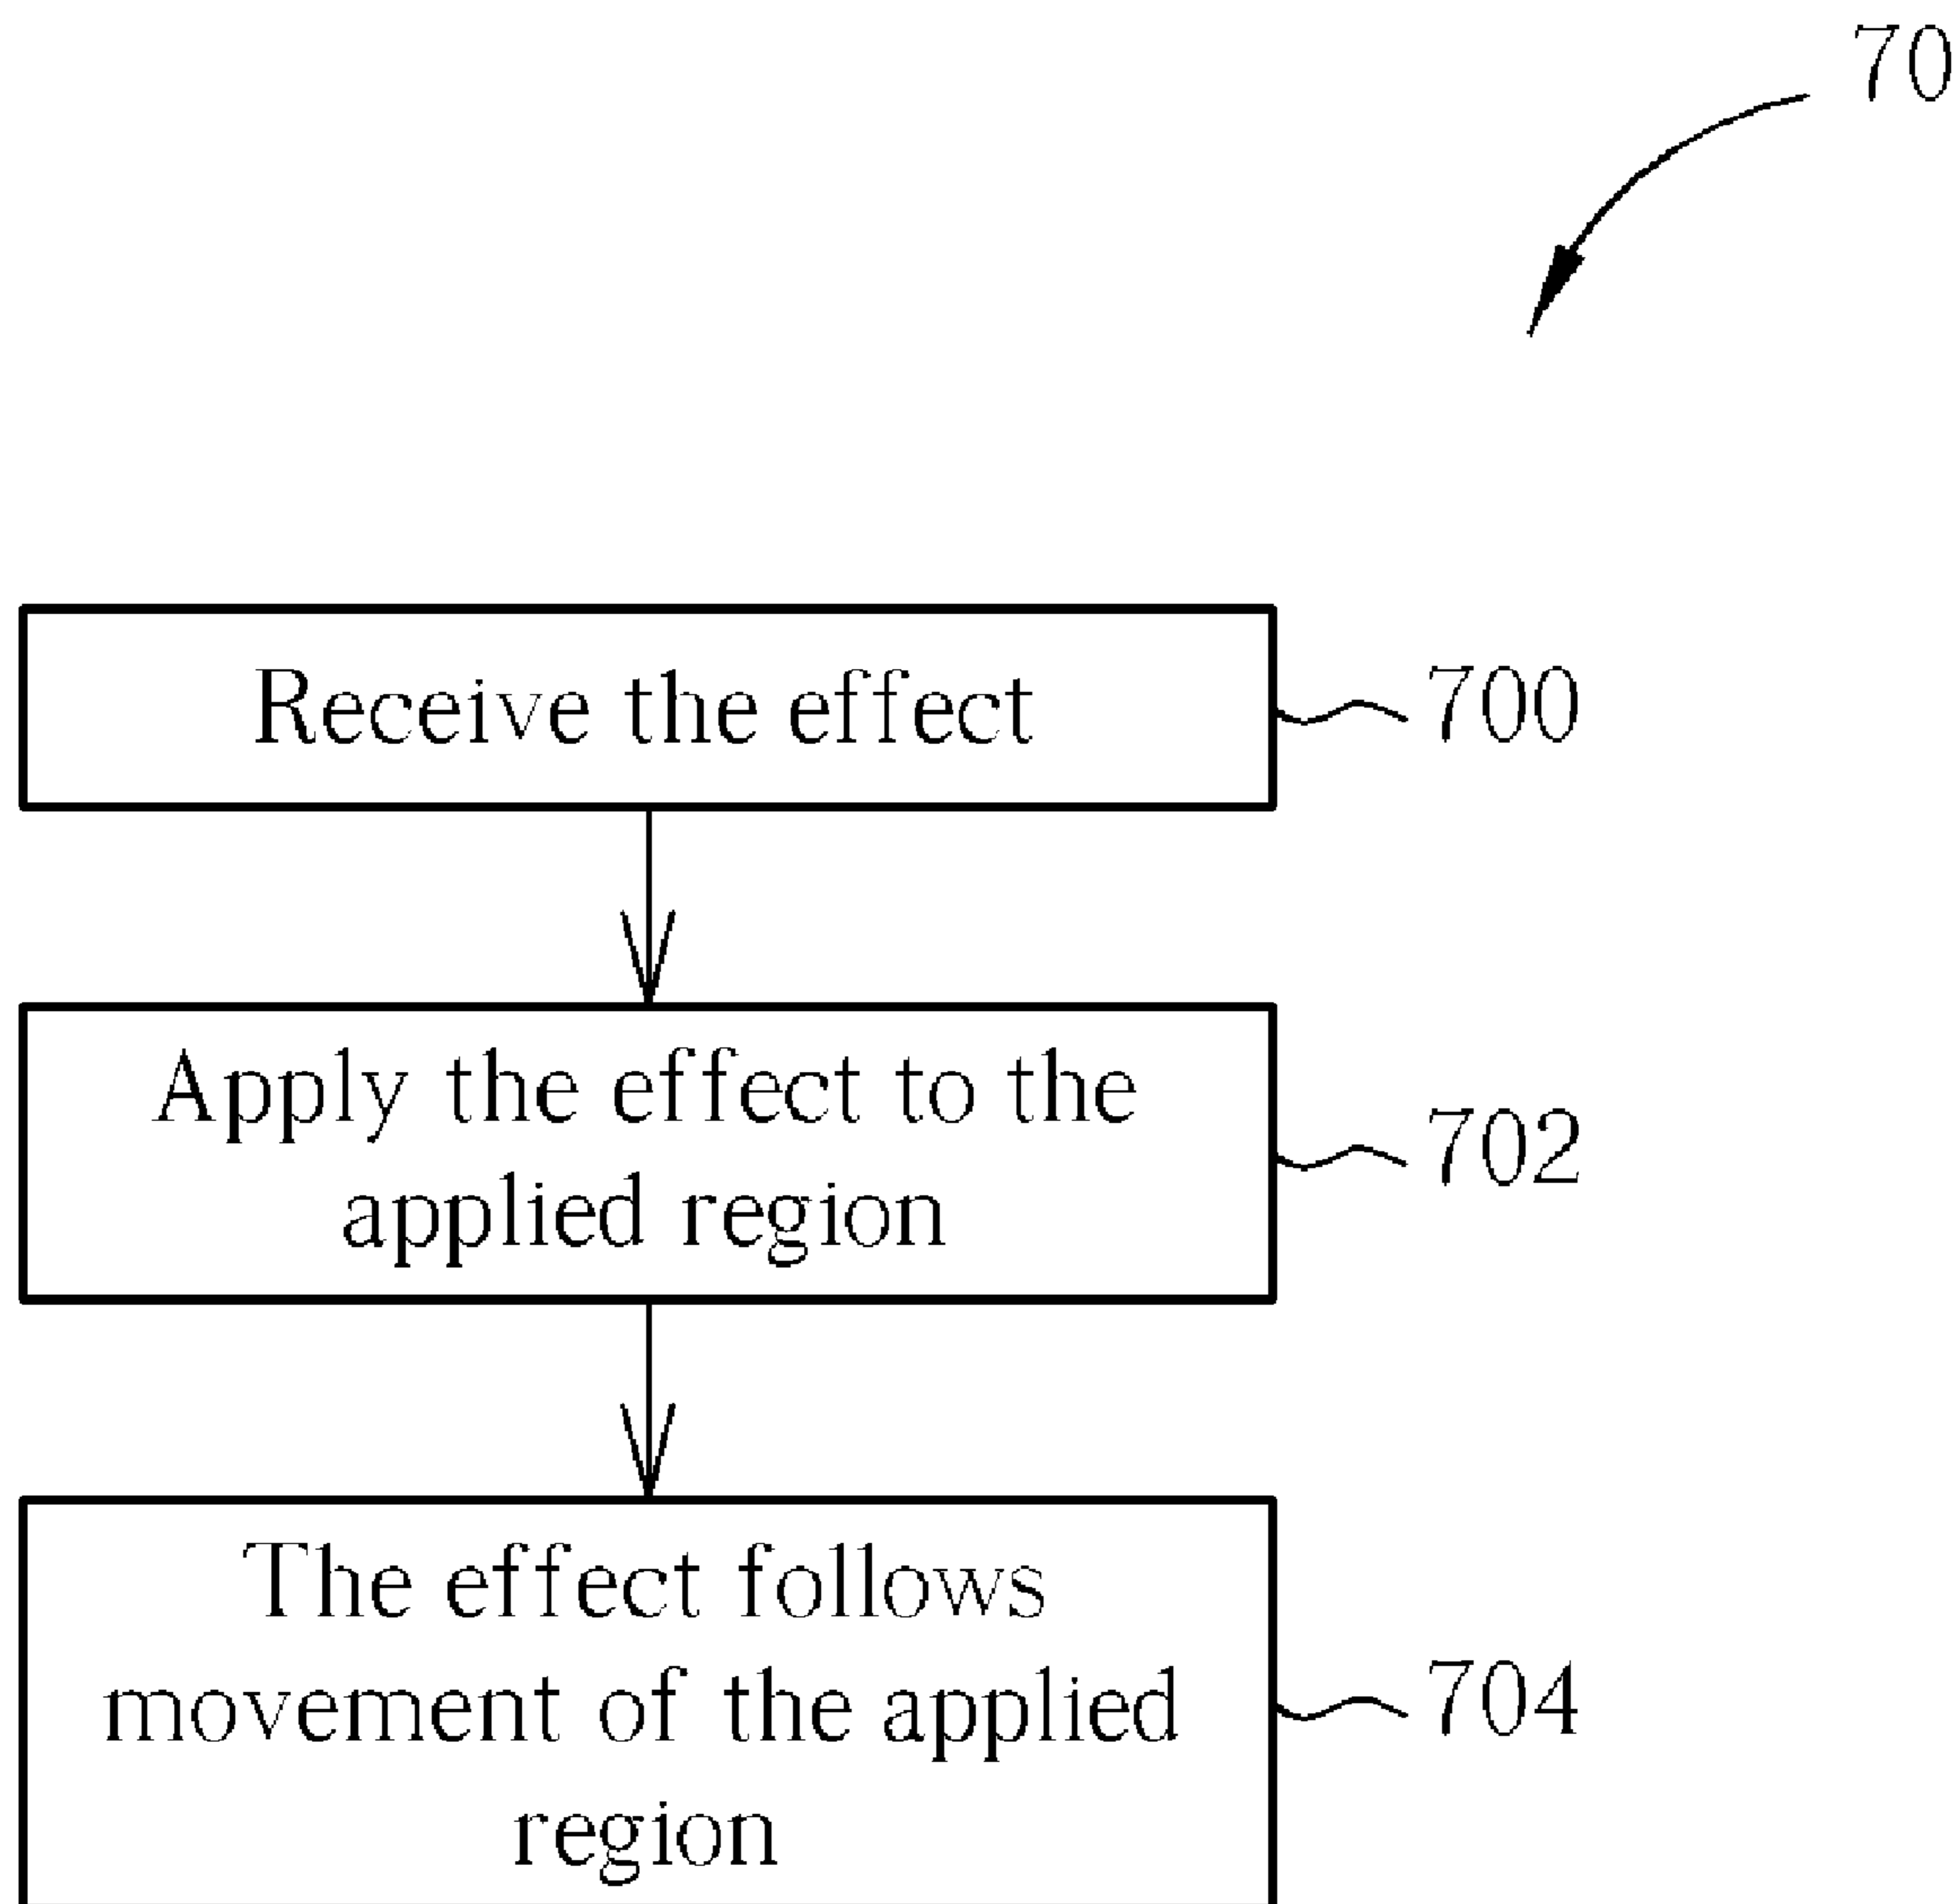 70
Receive the effect
700
Apply the effect to the
applied region
702
The effect follows
movement of the applied
region
704